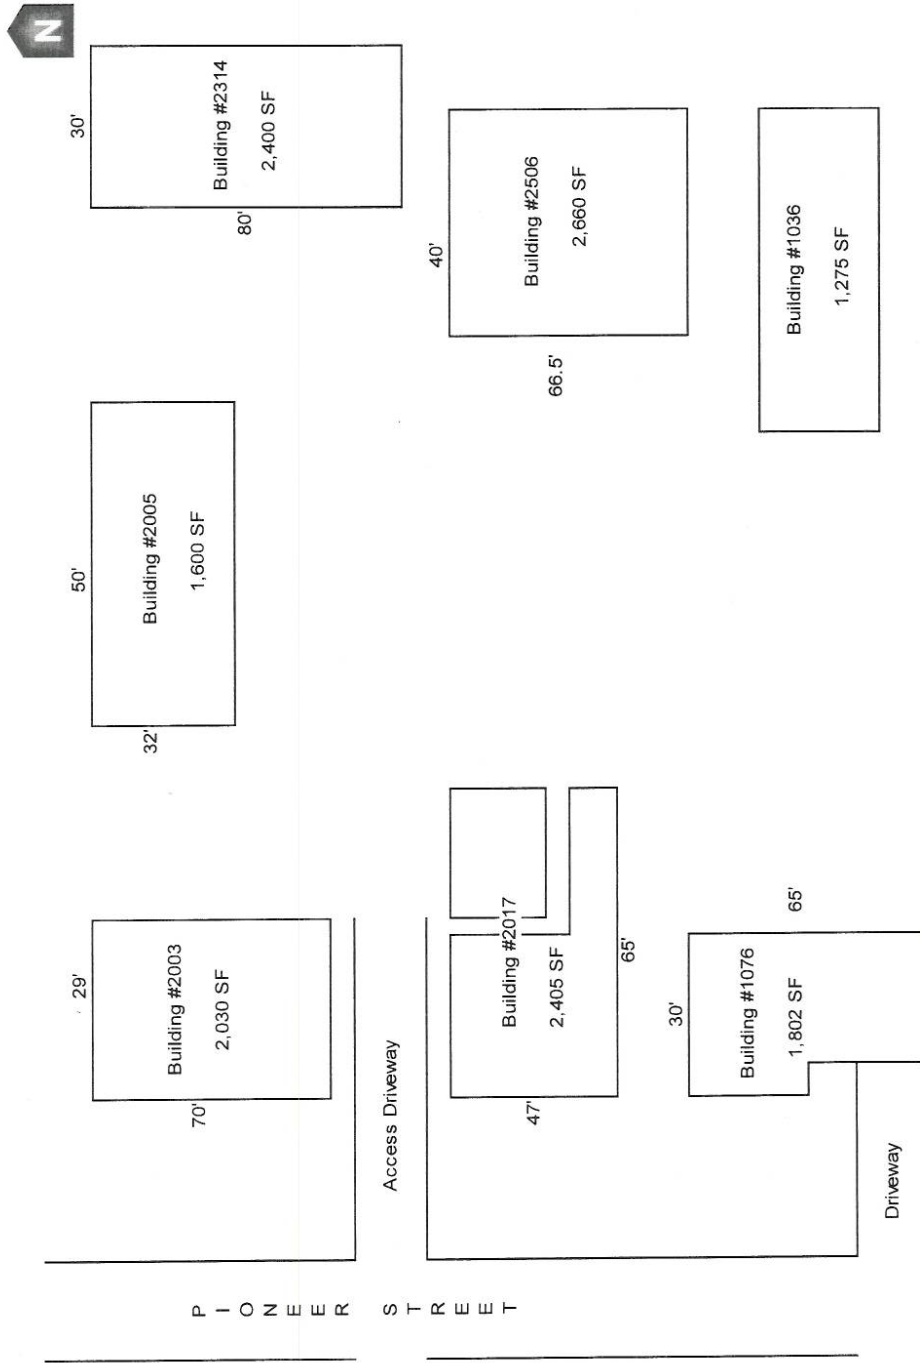 N
30'
Building #2314
2,400 SF
80'
50'
Building #2005
1,600 SF
32'
29'
Building #2003
2,030 SF
70'
40'
Building #2506
2,660 SF
66.5'
Building #1036
1,275 SF
Building #2017
2,405 SF
47'
65'
30'
Building #1076
1,802 SF
65'
Access Driveway
Driveway
PIONEER STREET